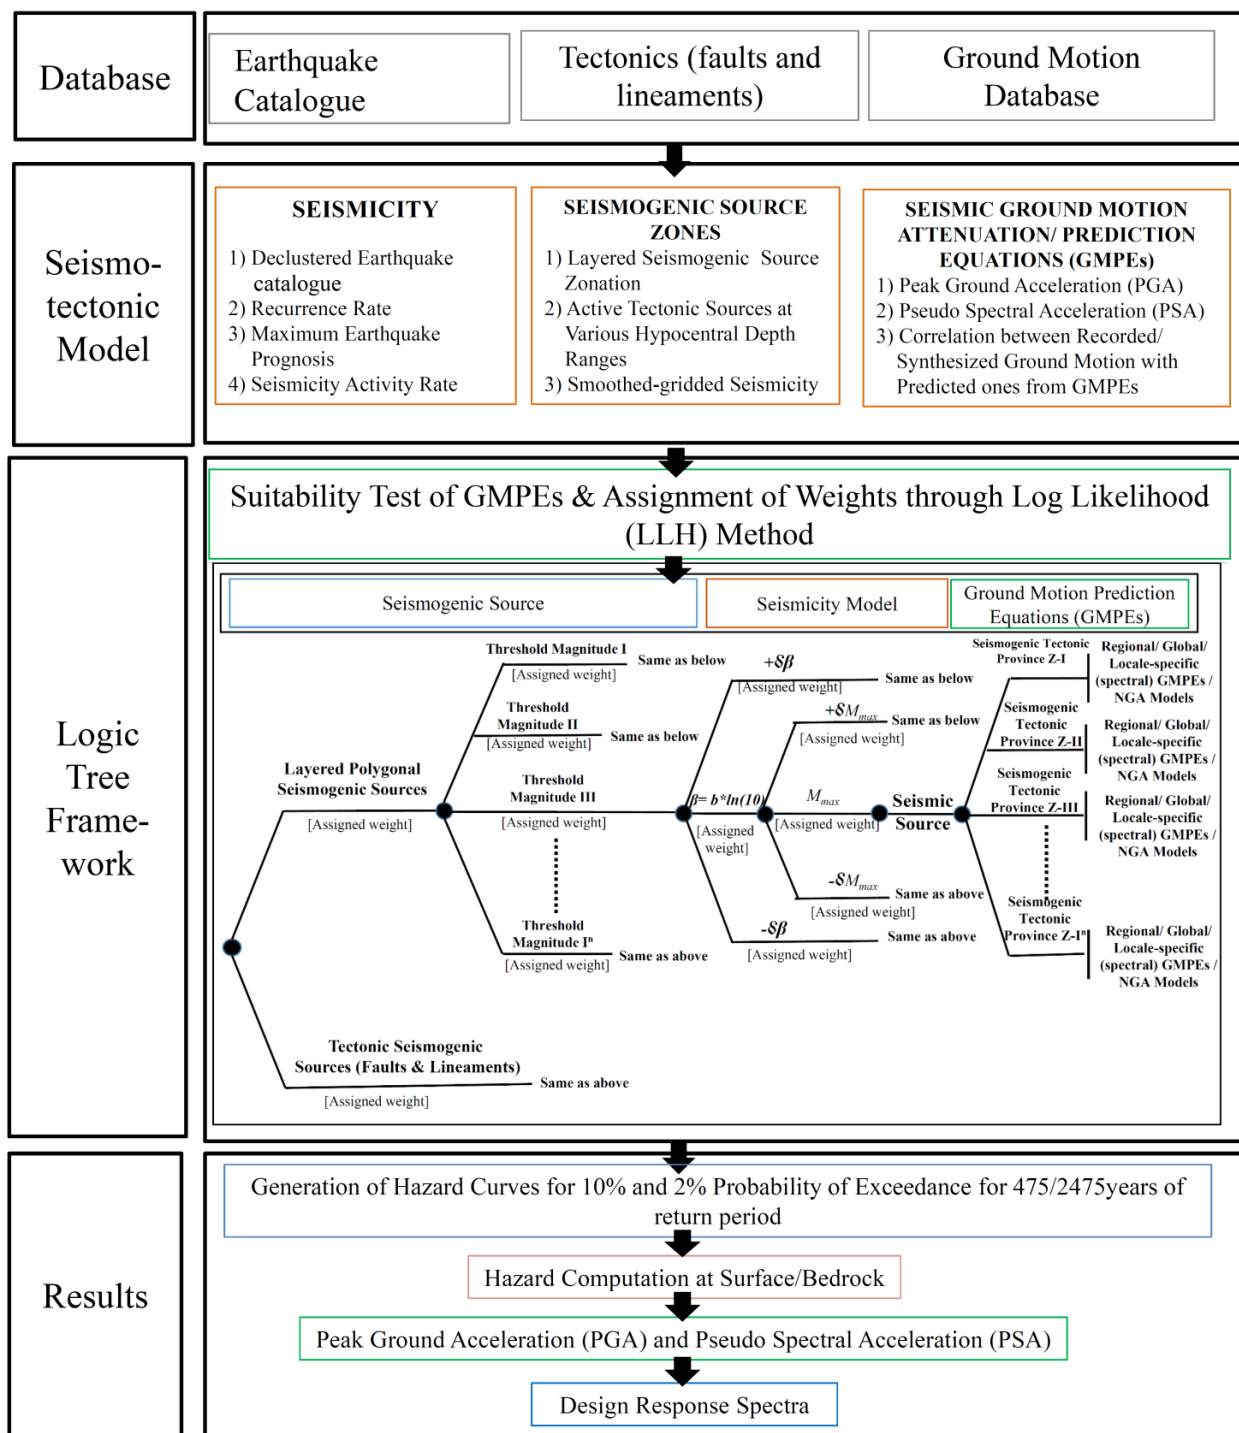 Database
Earthquake
Catalogue
Tectonics (faults and
lineaments)
Ground Motion
Database
Seismo-
tectonic
Model
SEISMICITY
1) Declustered Earthquake
catalogue
2) Recurrence Rate
3) Maximum Earthquake
Prognosis
4) Seismicity Activity Rate
SEISMOGENIC SOURCE
ZONES
1) Layered Seismogenic Source
Zonation
2) Active Tectonic Sources at
Various Hypocentral Depth
Ranges
3) Smoothed-gridded Seismicity
SEISMIC GROUND MOTION
ATTENUATION/ PREDICTION
EQUATIONS (GMPEs)
1) Peak Ground Acceleration (PGA)
2) Pseudo Spectral Acceleration (PSA)
3) Correlation between Recorded/
Synthesized Ground Motion with
Predicted ones from GMPEs
Logic
Tree
Frame-
work
Suitability Test of GMPEs & Assignment of Weights through Log Likelihood
(LLH) Method
Seismogenic Source
Seismicity Model
Ground Motion Prediction
Equations (GMPEs)
Layered Polygonal
Seismogenic Sources
[Assigned weight]
Tectonic Seismogenic
Sources (Faults & Lineaments)
[Assigned weight]
Same as above
Threshold Magnitude I
[Assigned weight]
Same as below
Threshold
Magnitude II
[Assigned weight]
Same as below
Threshold
Magnitude III
[Assigned weight]
Threshold
Magnitude Iⁿ
[Assigned weight]
Same as above
+δβ
[Assigned weight]
Same as below
β= b*ln(10)
[Assigned
weight]
-δβ
[Assigned weight]
Same as above
+δMmax
[Assigned weight]
Same as below
Mmax
[Assigned weight]
-δMmax
[Assigned weight]
Same as above
Seismic
Source
Seismogenic Tectonic
Province Z-I
Regional/ Global/
Locale-specific
(spectral) GMPEs /
NGA Models
Seismogenic
Tectonic
Province Z-II
Regional/ Global/
Locale-specific
(spectral) GMPEs /
NGA Models
Seismogenic
Tectonic
Province Z-III
Regional/ Global/
Locale-specific
(spectral) GMPEs /
NGA Models
Seismogenic
Tectonic
Province Z-Iⁿ
Regional/ Global/
Locale-specific
(spectral) GMPEs /
NGA Models
Results
Generation of Hazard Curves for 10% and 2% Probability of Exceedance for 475/2475years of
return period
Hazard Computation at Surface/Bedrock
Peak Ground Acceleration (PGA) and Pseudo Spectral Acceleration (PSA)
Design Response Spectra